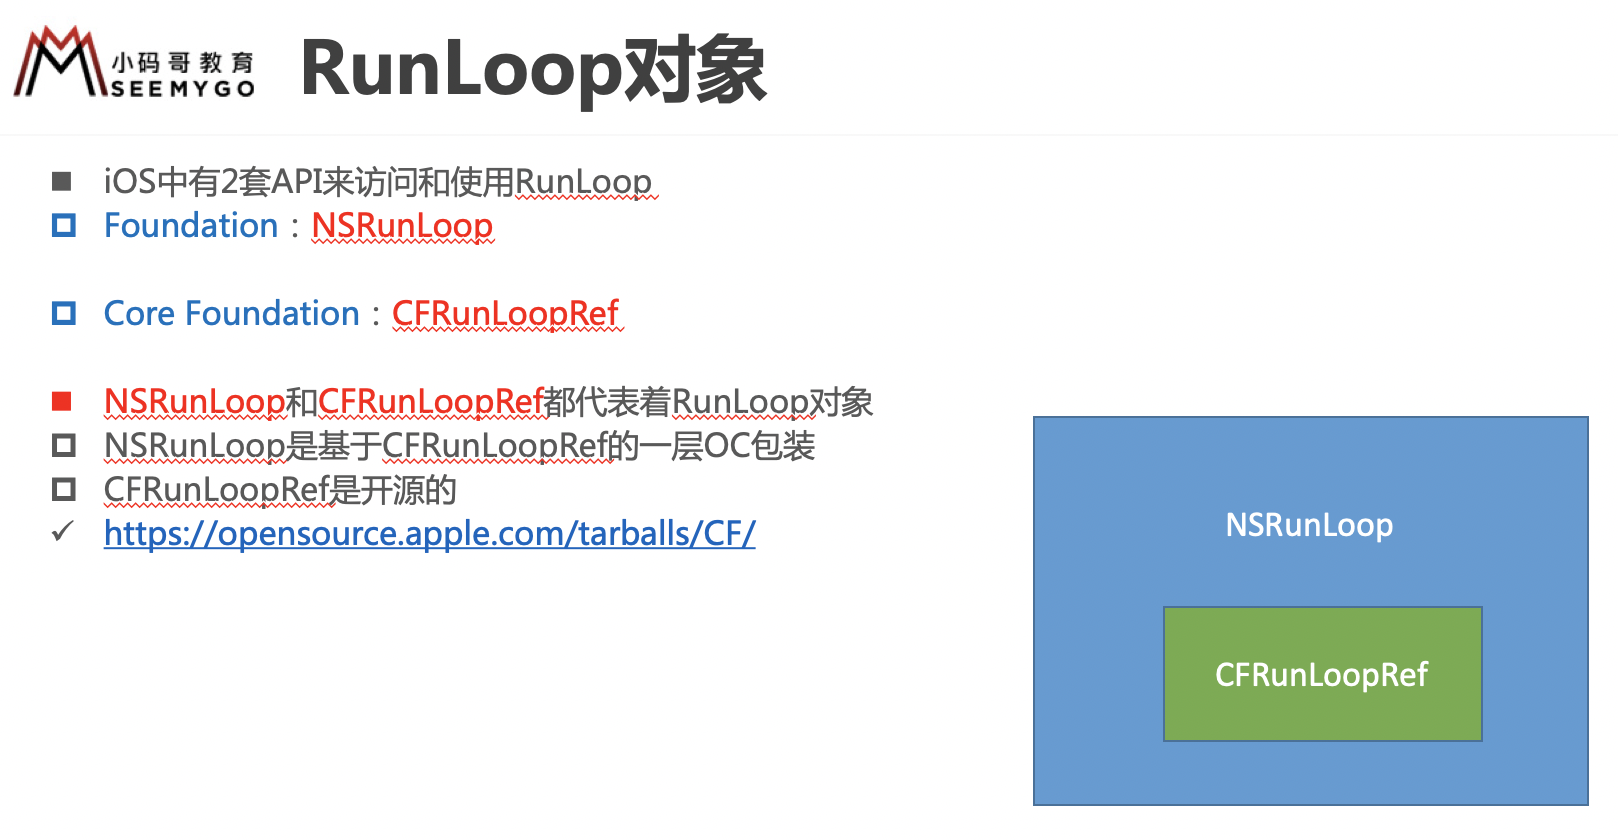 小码哥教育
SEEMYGO
RunLoop对象
iOS中有2套API来访问和使用RunLoop
Foundation：NSRunLoop
Core Foundation：CFRunLoopRef
NSRunLoop和CFRunLoopRef都代表着RunLoop对象
NSRunLoop是基于CFRunLoopRef的一层OC包装
CFRunLoopRef是开源的
https://opensource.apple.com/tarballs/CF/
NSRunLoop
CFRunLoopRef